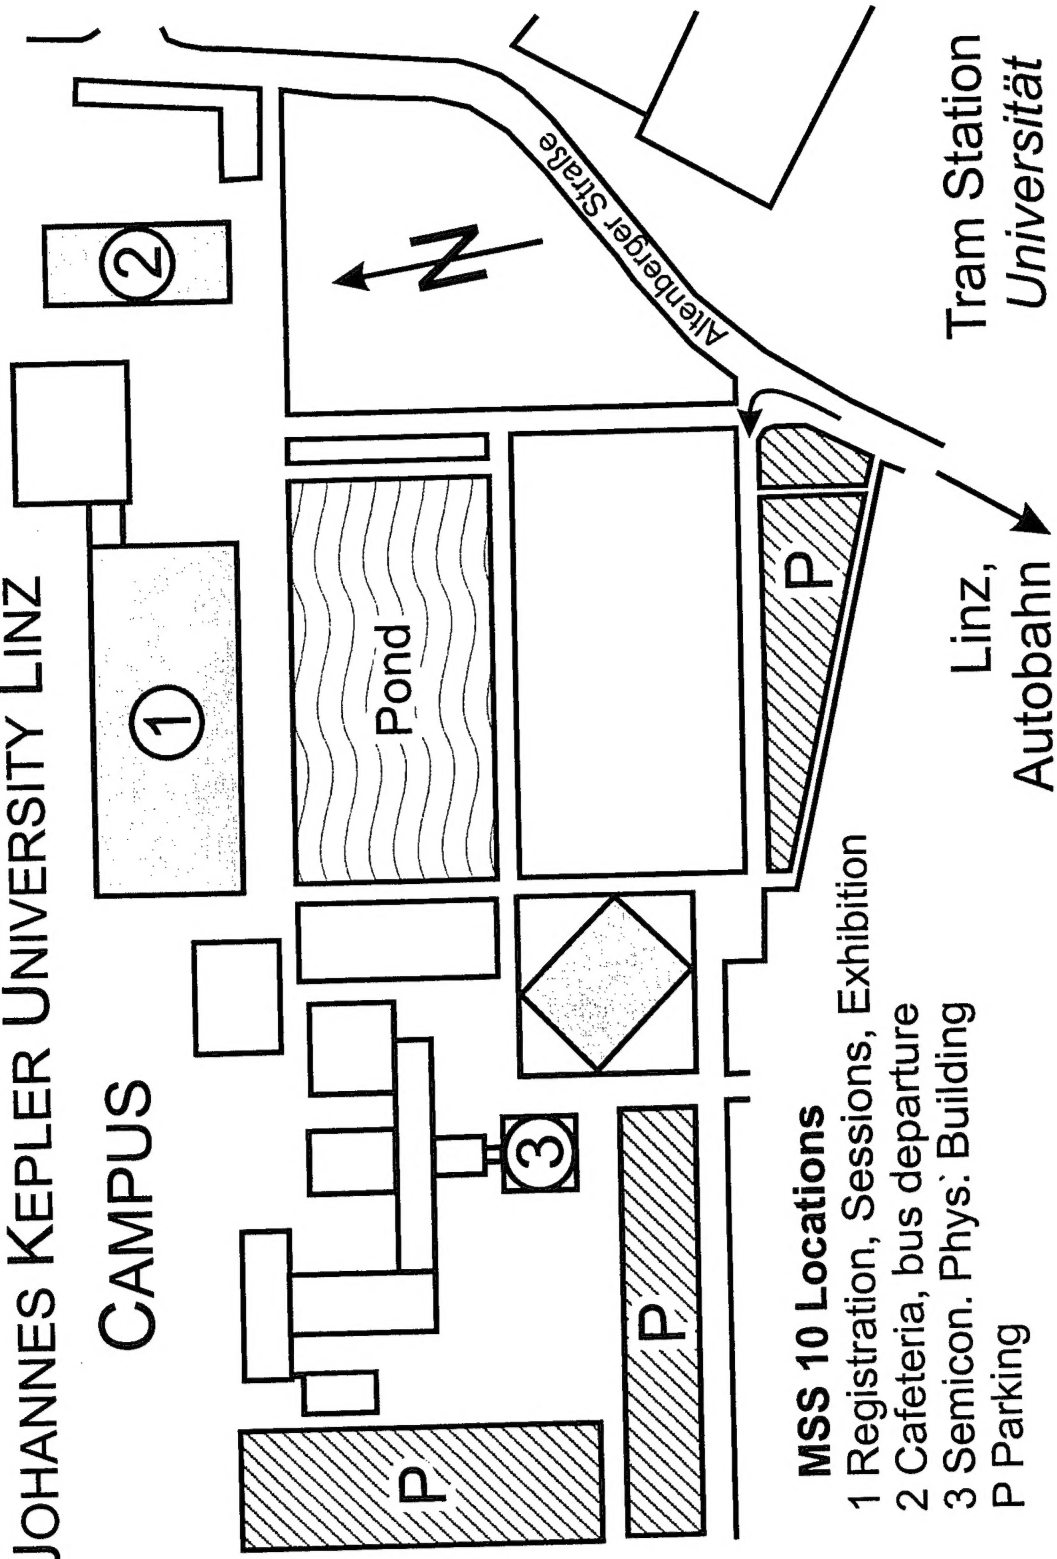 JOHANNES KEPLER UNIVERSITY LINZ
CAMPUS
1
2
Pond
N
Altenberger Straße
3
P
P
P
Tram Station
Universität
Linz,
Autobahn
MSS 10 Locations
1 Registration, Sessions, Exhibition
2 Cafeteria, bus departure
3 Semicon. Phys. Building
P Parking